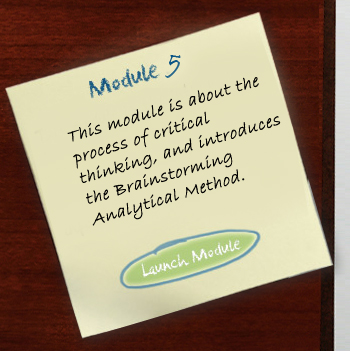 Module 5
This module is about the
process of critical
thinking, and introduces
the Brainstorming
Analytical Method.
Launch Module